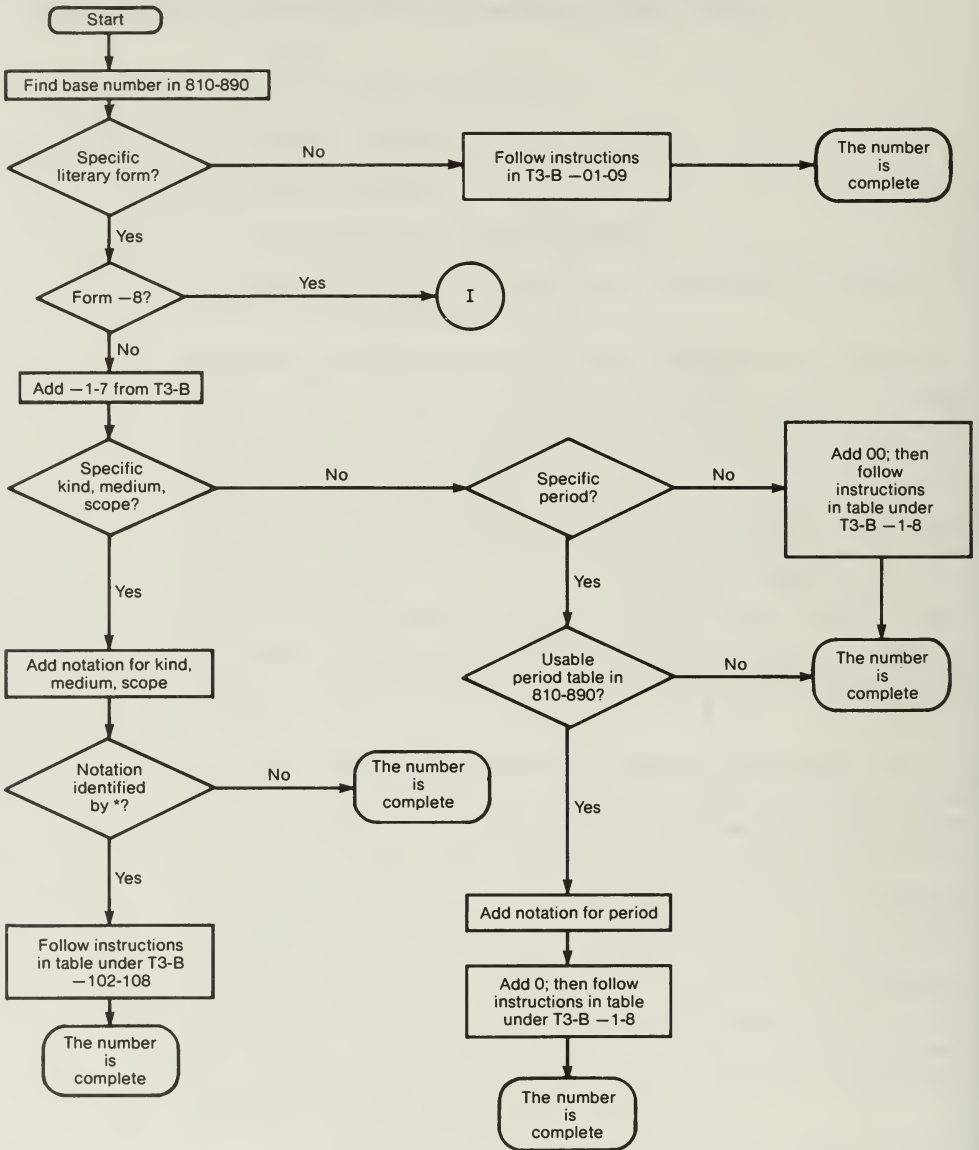 Start
Find base number in 810-890
Specific
literary form?
No
Follow instructions
in T3-B —01-09
The number
is
complete
Yes
Form —8?
Yes
I
No
Add —1-7 from T3-B
Specific
kind, medium,
scope?
No
Specific
period?
No
Add 00; then
follow
instructions
in table under
T3-B —1-8
Yes
Yes
Add notation for kind,
medium, scope
Usable
period table in
810-890?
No
The number
is
complete
Notation
identified
by *?
No
The number
is
complete
Yes
Yes
Follow instructions
in table under T3-B
—102-108
Add notation for period
Add 0; then follow
instructions in table
under T3-B —1-8
The number
is
complete
The number
is
complete